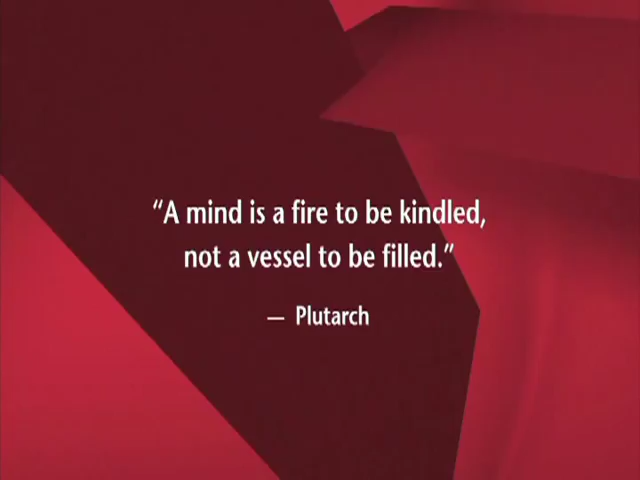 “A mind is a fire to be kindled,
not a vessel to be filled.”
— Plutarch